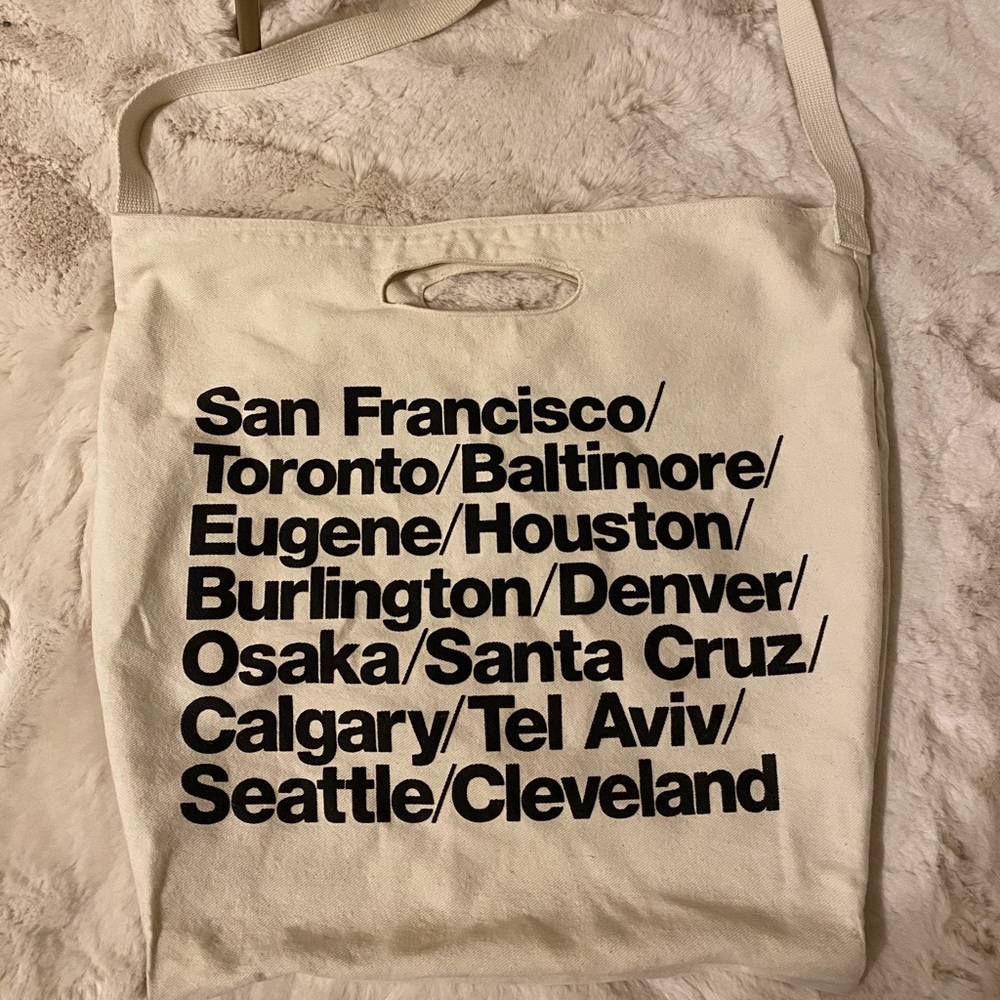 San Francisco/
Toronto/Baltimore/
Eugene/Houston/
Burlington/Denver/
Osaka/Santa Cruz/
Calgary/Tel Aviv/
Seattle/Cleveland